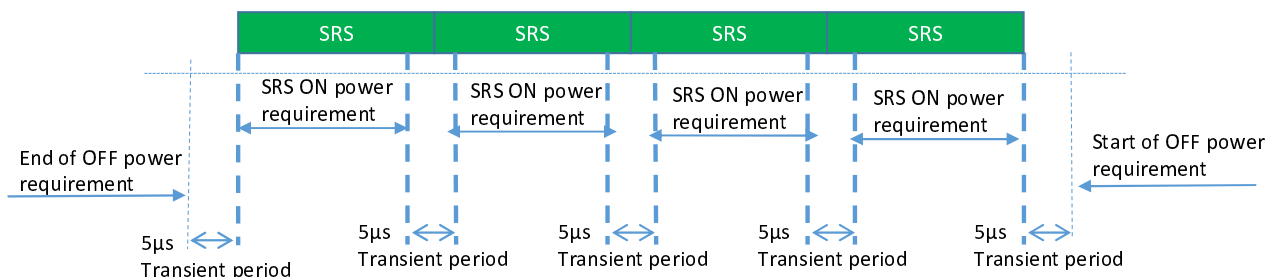 SRS SRS SRS SRS
SRS ON power
requirement
SRS ON power
requirement
SRS ON power
requirement
SRS ON power
requirement
End of OFF power
requirement
Start of OFF power
requirement
5µs
Transient period
5µs
Transient period
5µs
Transient period
5µs
Transient period
5µs
Transient period